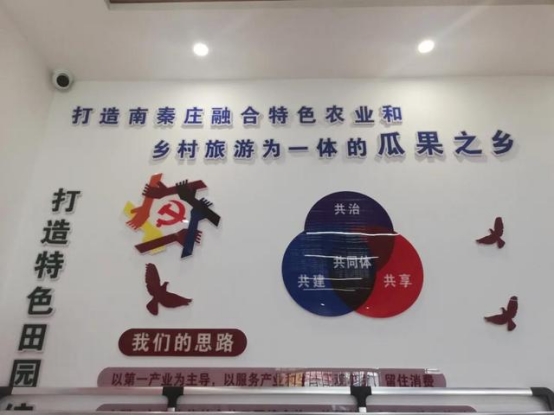 打造南秦庄融合特色农业和
乡村旅游为一体的瓜果之乡
打造特色田园
共治
共同体
共建
共享
我们的思路
以第一产业为主导，以服务产业和
留住消费